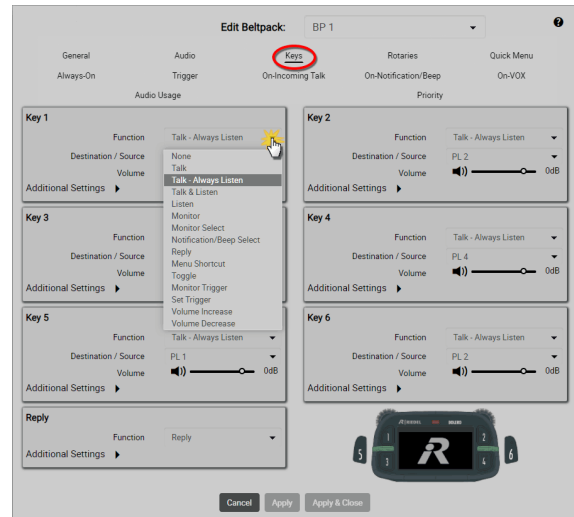 Edit Beltpack: BP 1 ?
General Audio Keys Rotaries Quick Menu
Always-On Trigger On-Incoming Talk On-Notification/Beep On-VOX
Audio Usage Priority
Key 1
Function Talk - Always Listen
Destination / Source
Volume
Additional Settings
None
Talk
Talk - Always Listen
Talk & Listen
Listen
Monitor
Monitor Select
Notification/Beep Select
Reply
Menu Shortcut
Toggle
Monitor Trigger
Set Trigger
Volume Increase
Volume Decrease
Key 2
Function Talk - Always Listen
Destination / Source PL 2
Volume 0dB
Additional Settings
Key 3
Function
Destination / Source
Volume
Additional Settings
Key 4
Function Talk - Always Listen
Destination / Source PL 4
Volume 0dB
Additional Settings
Key 5
Function Talk - Always Listen
Destination / Source PL 1
Volume 0dB
Additional Settings
Key 6
Function Talk - Always Listen
Destination / Source PL 2
Volume 0dB
Additional Settings
Reply
Function Reply
Additional Settings
1 2
5 3 4 6
Cancel Apply Apply & Close